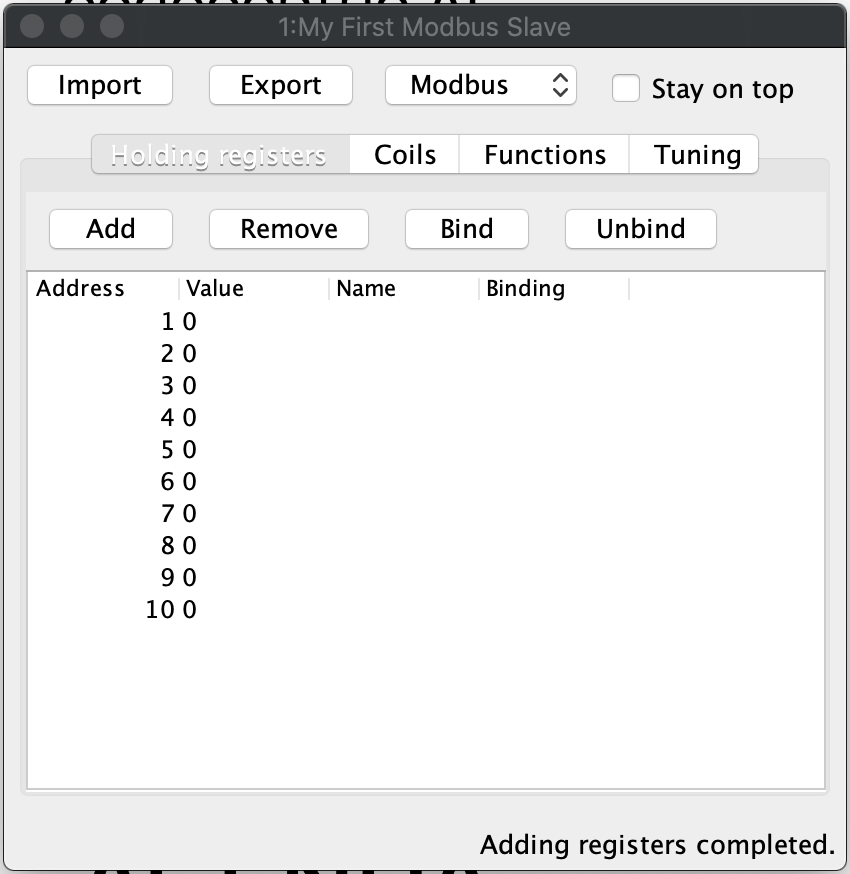 1:My First Modbus Slave
Import Export Modbus Stay on top
Holding registers Coils Functions Tuning
Add Remove Bind Unbind
Address Value Name Binding
1 0
2 0
3 0
4 0
5 0
6 0
7 0
8 0
9 0
10 0
Adding registers completed.